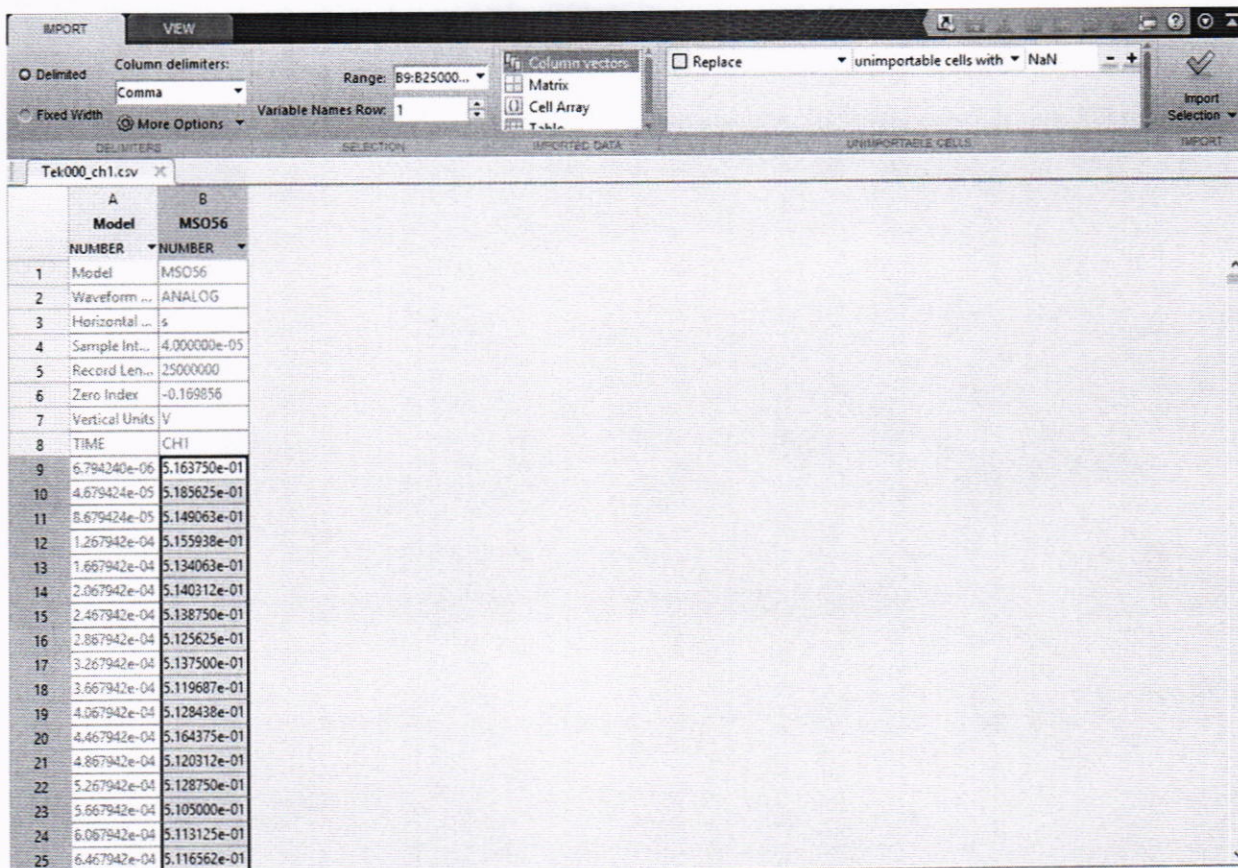 IMPORT VIEW
Delimited Column delimiters:
Comma
Fixed Width More Options
DELIMITERS
Range: B9:B25000...
Variable Names Row: 1
SELECTION
Column vectors
Matrix
Cell Array
Table
IMPORTED DATA
Replace unimportable cells with NaN - +
UNIMPORTABLE CELLS
Import
Selection
IMPORT
Tek000_ch1.csv
A B
Model MSO56
NUMBER NUMBER
1 Model MSO56
2 Waveform ... ANALOG
3 Horizontal ... s
4 Sample Int... 4.000000e-05
5 Record Len... 25000000
6 Zero Index -0.169856
7 Vertical Units V
8 TIME CH1
9 6.794240e-06 5.163750e-01
10 4.679424e-05 5.185625e-01
11 8.679424e-05 5.149063e-01
12 1.267942e-04 5.155938e-01
13 1.667942e-04 5.134063e-01
14 2.067942e-04 5.140312e-01
15 2.467942e-04 5.138750e-01
16 2.867942e-04 5.125625e-01
17 3.267942e-04 5.137500e-01
18 3.667942e-04 5.119687e-01
19 4.067942e-04 5.128438e-01
20 4.467942e-04 5.164375e-01
21 4.867942e-04 5.120312e-01
22 5.267942e-04 5.128750e-01
23 5.667942e-04 5.105000e-01
24 6.067942e-04 5.113125e-01
25 6.467942e-04 5.116562e-01